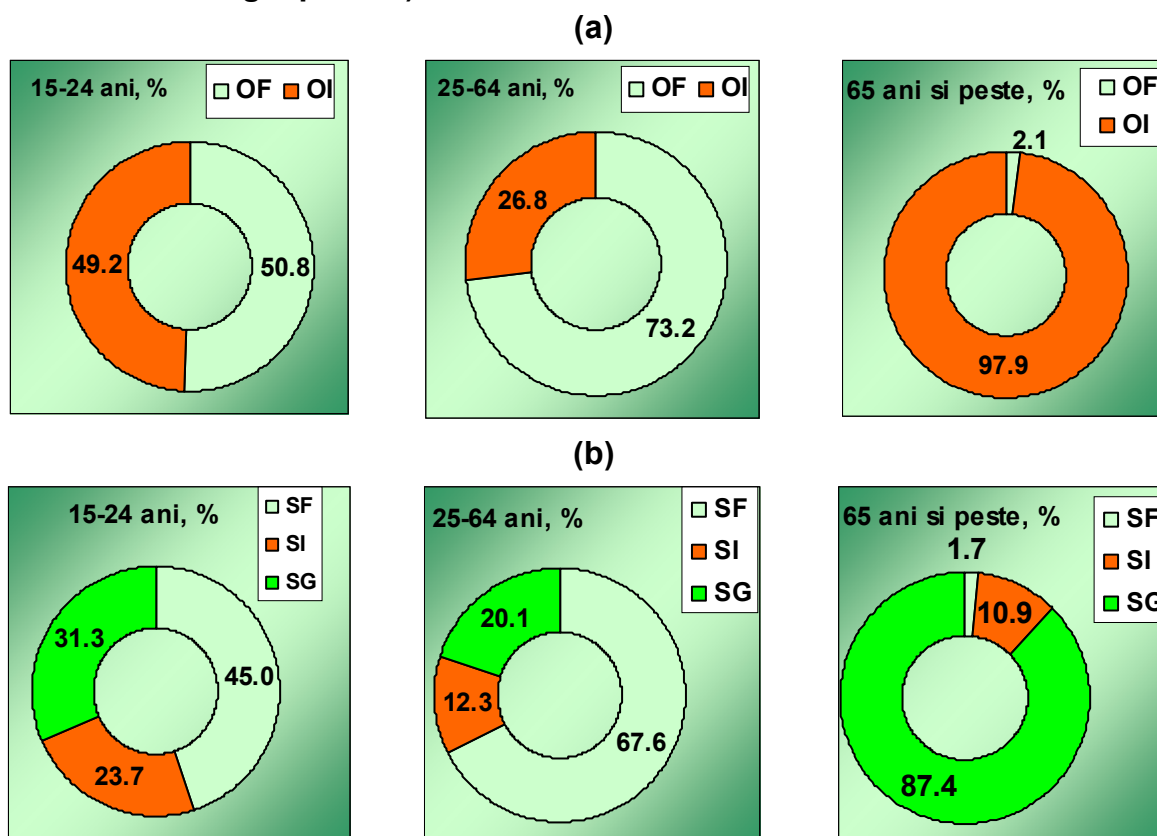 (a)
15-24 ani, %
OF OI
49.2
50.8
25-64 ani, %
OF OI
26.8
73.2
65 ani si peste, %
OF
OI
2.1
97.9
(b)
15-24 ani, %
SF
SI
SG
31.3
45.0
23.7
25-64 ani, %
SF
SI
SG
20.1
12.3
67.6
65 ani si peste, %
SF
SI
SG
1.7
10.9
87.4